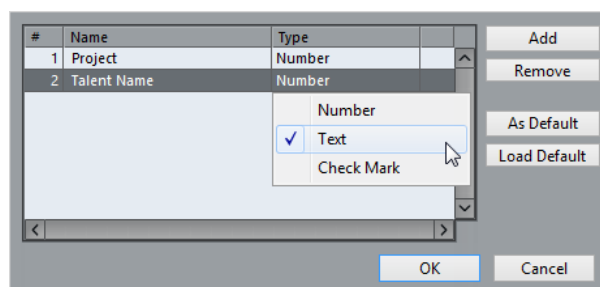 # Name Type
1 Project Number
2 Talent Name Number
Number
Text
Check Mark
Add
Remove
As Default
Load Default
OK Cancel